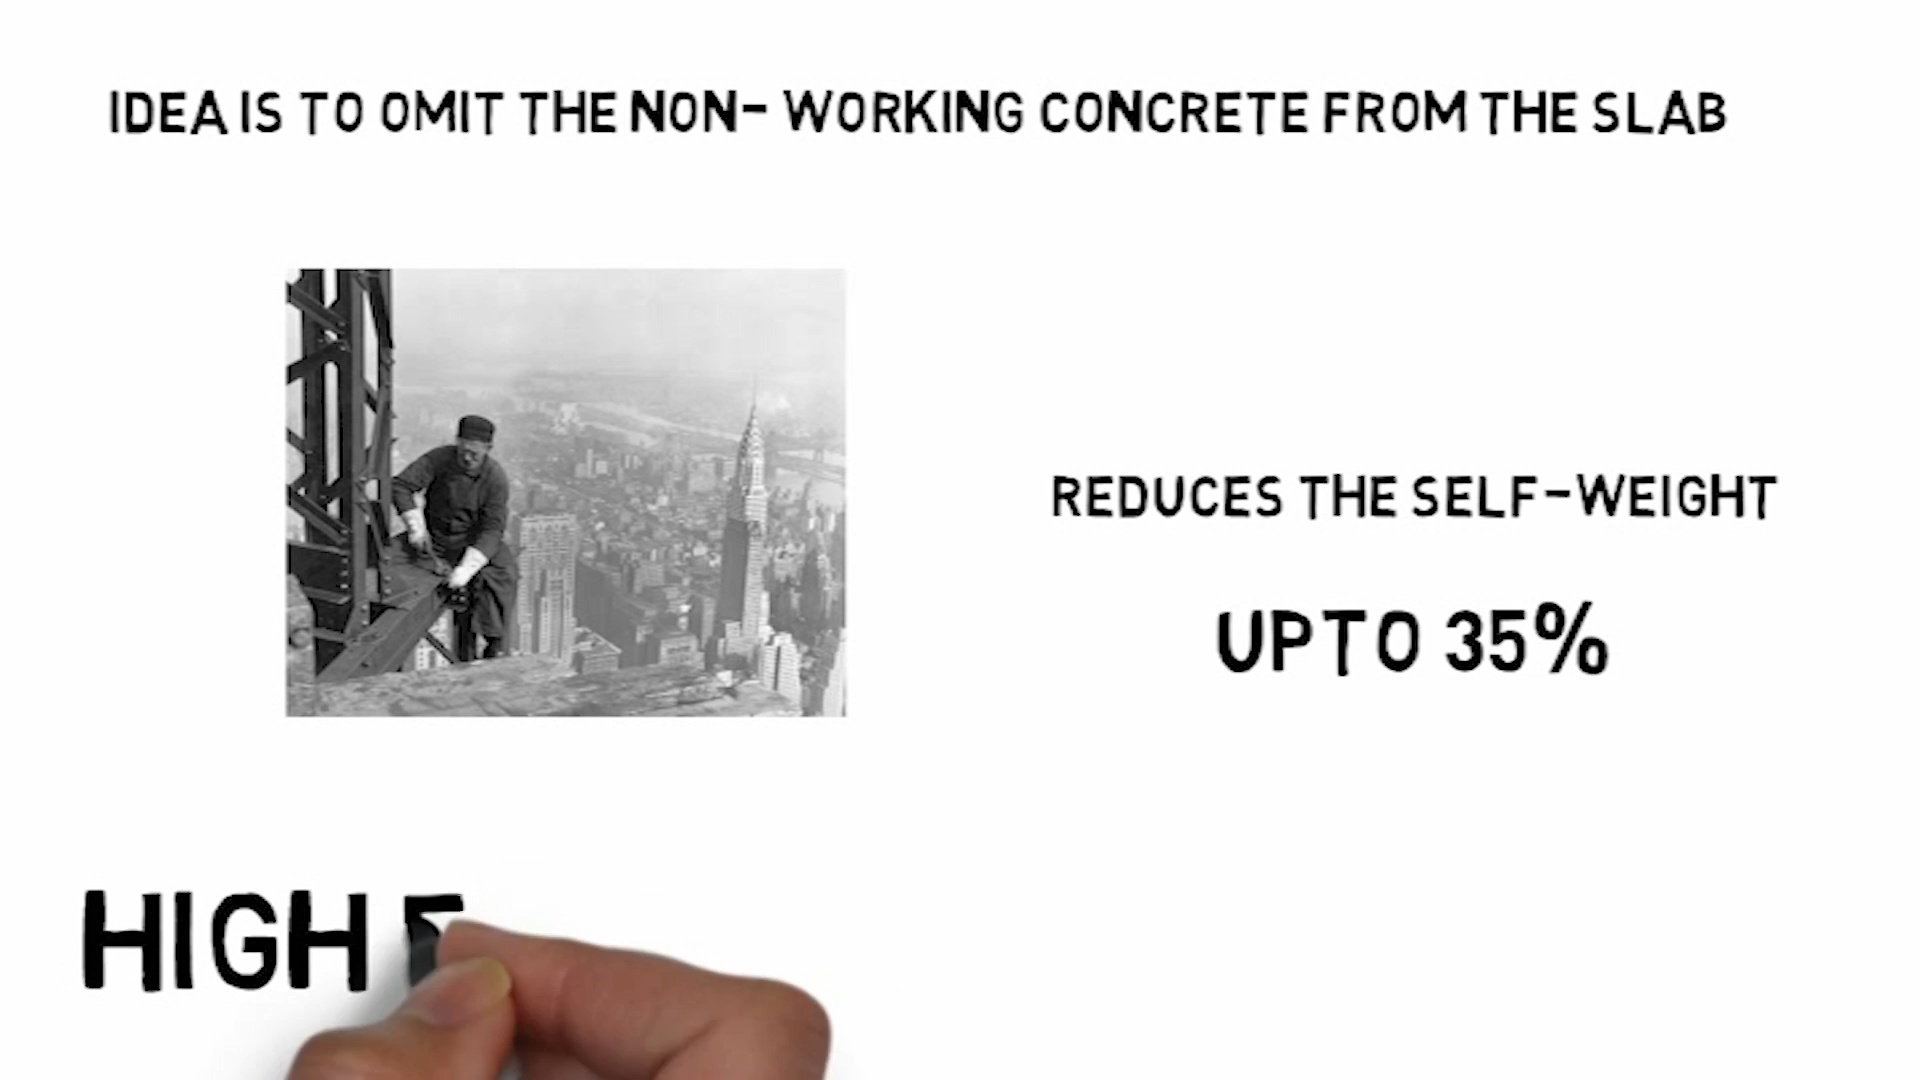 IDEA IS TO OMIT THE NON- WORKING CONCRETE FROM THE SLAB
REDUCES THE SELF-WEIGHT
UPTO 35%
HIGH